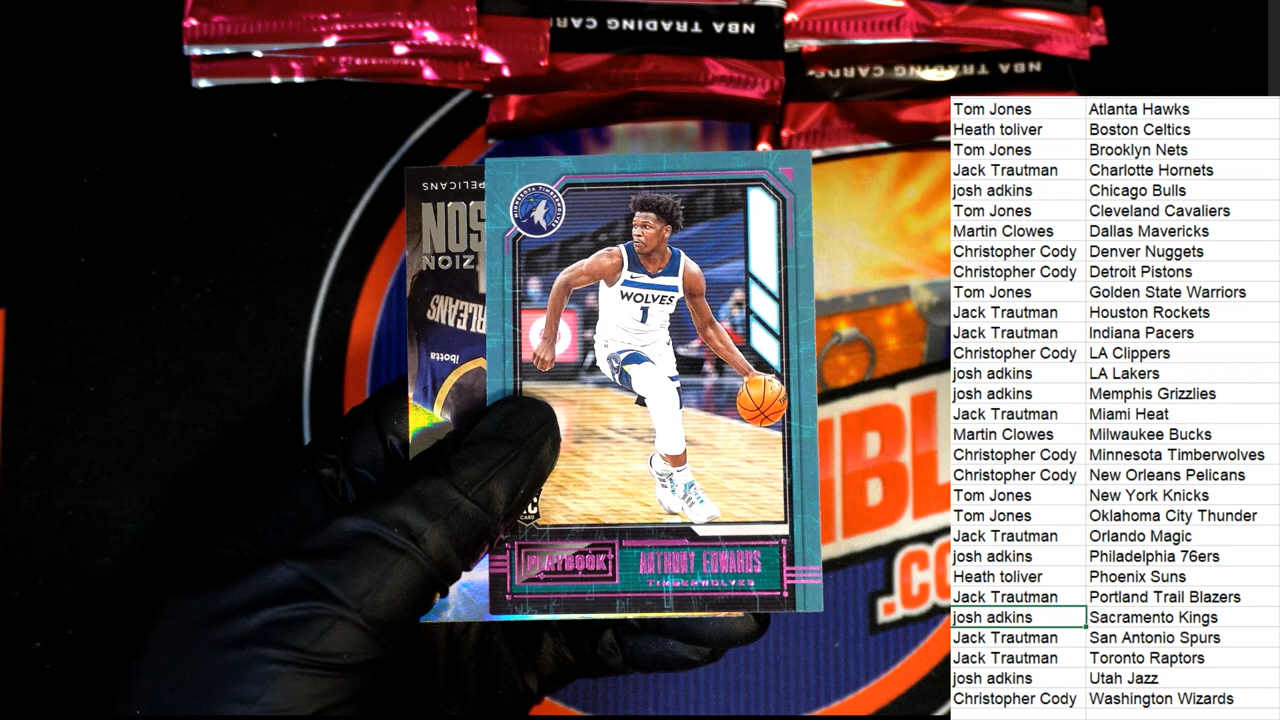 NBA TRADING CARDS
NBA TRADING CARDS
PELICANS
ZION
ibotta
MINNESOTA TIMBERWOLVES
WOLVES
1
RC
CARD
PLAYBOOK
ANTHONY EDWARDS
TIMBERWOLVES
.CO
Tom Jones Atlanta Hawks
Heath toliver Boston Celtics
Tom Jones Brooklyn Nets
Jack Trautman Charlotte Hornets
josh adkins Chicago Bulls
Tom Jones Cleveland Cavaliers
Martin Clowes Dallas Mavericks
Christopher Cody Denver Nuggets
Christopher Cody Detroit Pistons
Tom Jones Golden State Warriors
Jack Trautman Houston Rockets
Jack Trautman Indiana Pacers
Christopher Cody LA Clippers
josh adkins LA Lakers
josh adkins Memphis Grizzlies
Jack Trautman Miami Heat
Martin Clowes Milwaukee Bucks
Christopher Cody Minnesota Timberwolves
Christopher Cody New Orleans Pelicans
Tom Jones New York Knicks
Tom Jones Oklahoma City Thunder
Jack Trautman Orlando Magic
josh adkins Philadelphia 76ers
Heath toliver Phoenix Suns
Jack Trautman Portland Trail Blazers
josh adkins Sacramento Kings
Jack Trautman San Antonio Spurs
Jack Trautman Toronto Raptors
josh adkins Utah Jazz
Christopher Cody Washington Wizards